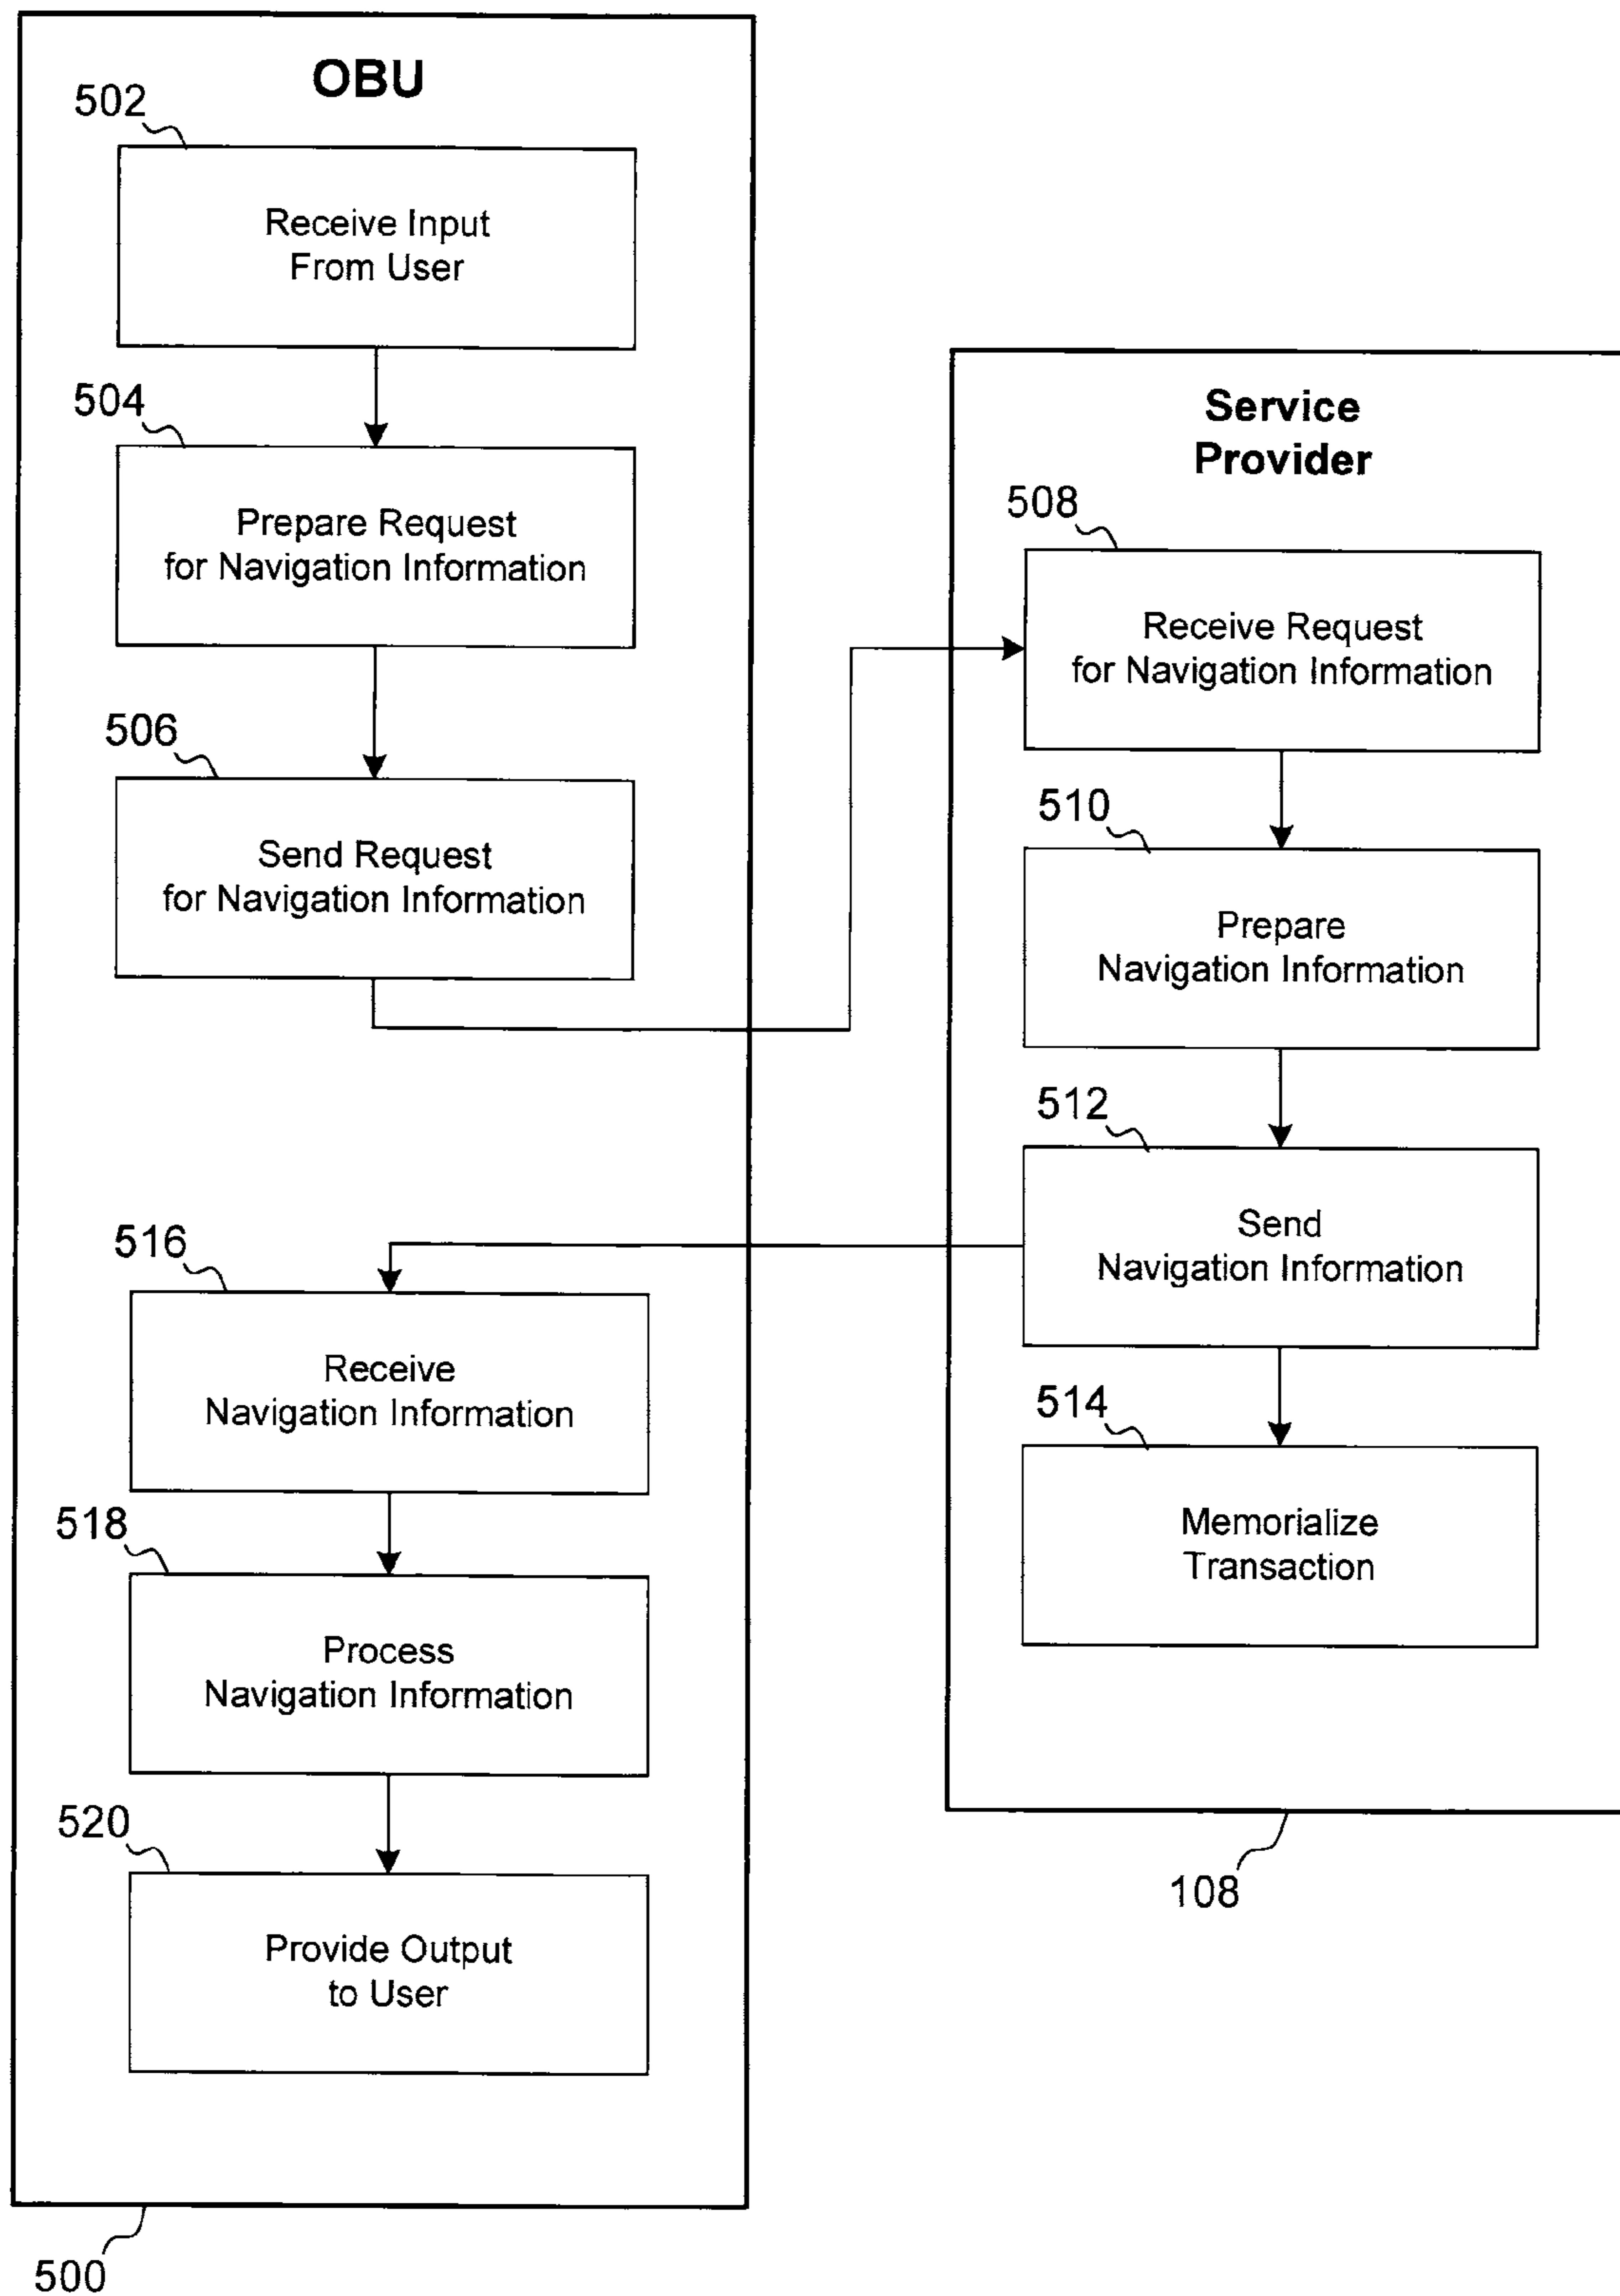 OBU
502
Receive Input
From User
504
Prepare Request
for Navigation Information
506
Send Request
for Navigation Information
Service
Provider
508
Receive Request
for Navigation Information
510
Prepare
Navigation Information
512
Send
Navigation Information
514
Memorialize
Transaction
108
516
Receive
Navigation Information
518
Process
Navigation Information
520
Provide Output
to User
500